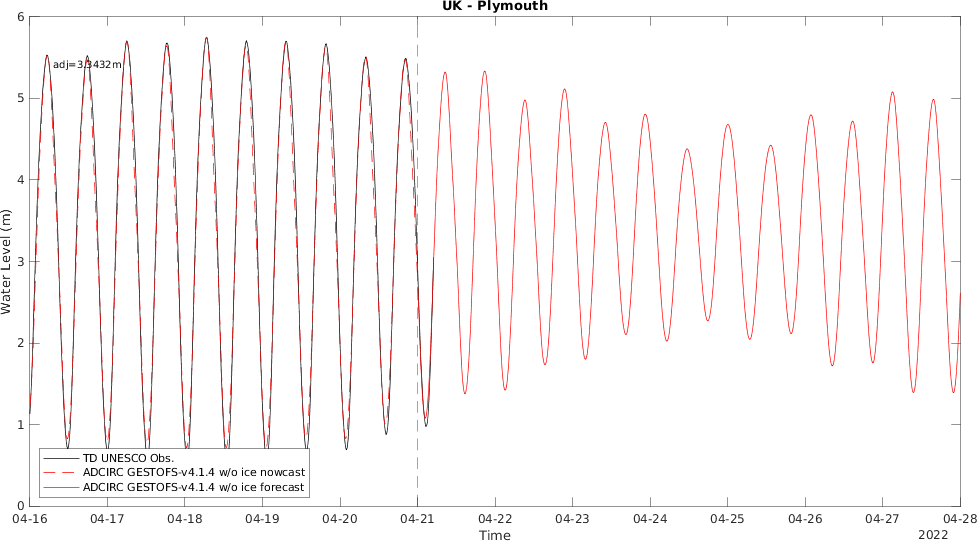 UK - Plymouth
6
adj=3.3432m
5
4
3
2
1
0
Water Level (m)
TD UNESCO Obs.
ADCIRC GESTOFS-v4.1.4 w/o ice nowcast
ADCIRC GESTOFS-v4.1.4 w/o ice forecast
04-16 04-17 04-18 04-19 04-20 04-21 04-22 04-23 04-24 04-25 04-26 04-27 04-28
Time
2022